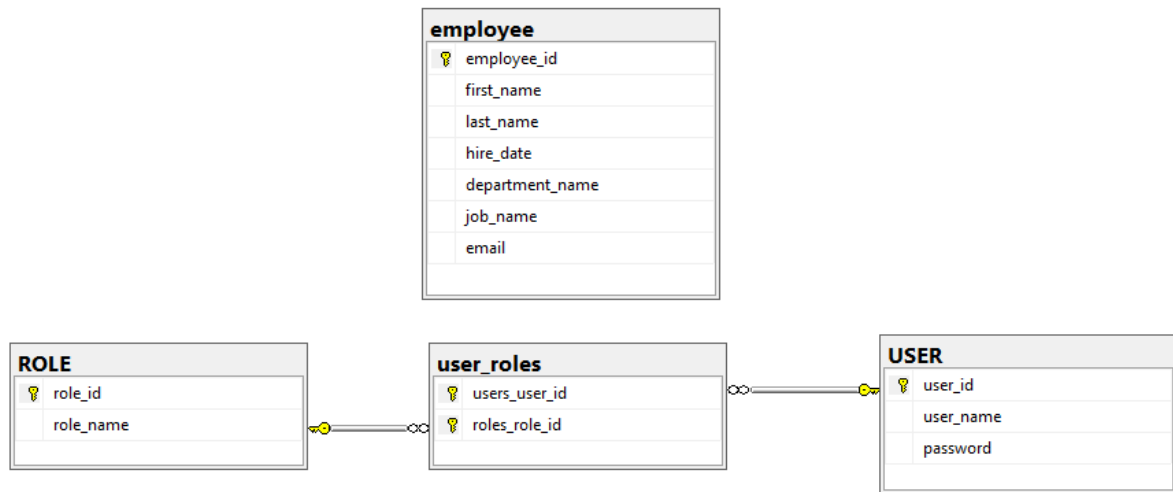 employee
employee_id
first_name
last_name
hire_date
department_name
job_name
email
ROLE
role_id
role_name
user_roles
users_user_id
roles_role_id
USER
user_id
user_name
password